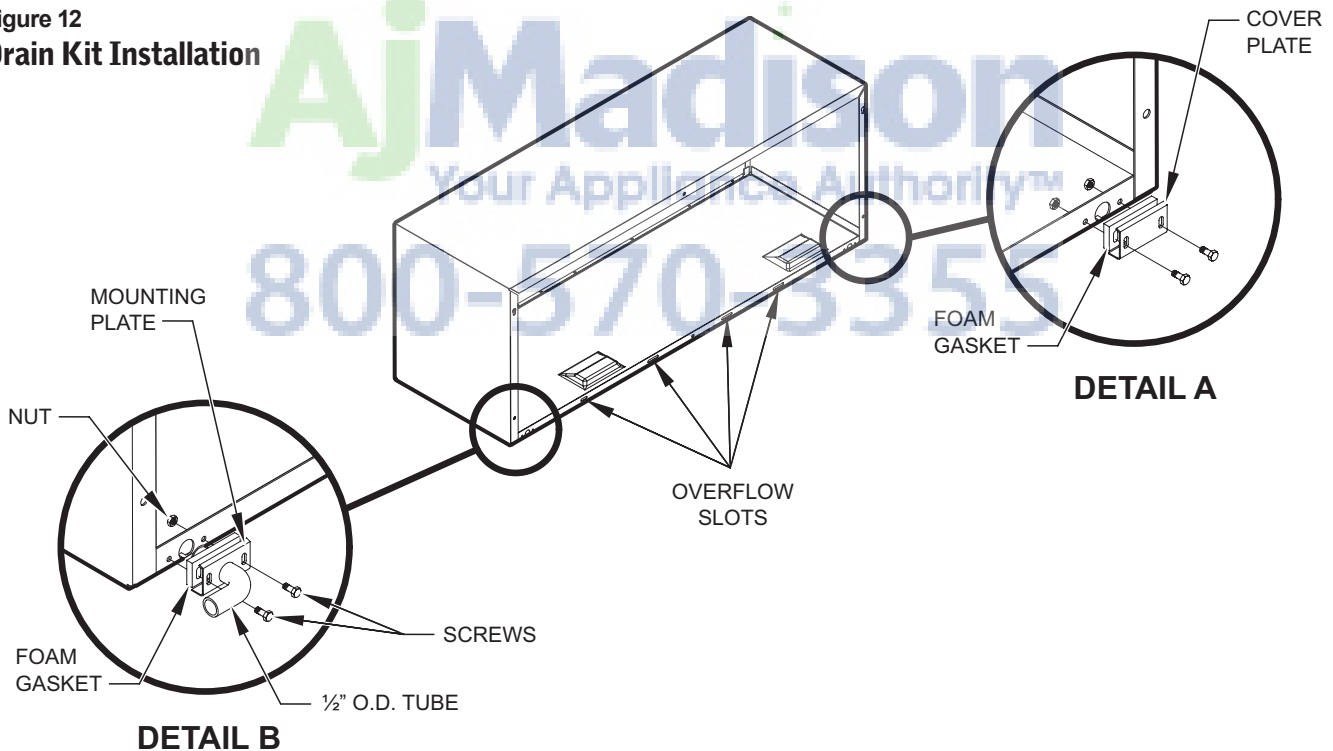 igure 12
rain Kit Installation
AjMadison
Your Appliance Authority™
800-570-3355
COVER
PLATE
FOAM
GASKET
DETAIL A
MOUNTING
PLATE
NUT
OVERFLOW
SLOTS
SCREWS
FOAM
GASKET
½” O.D. TUBE
DETAIL B